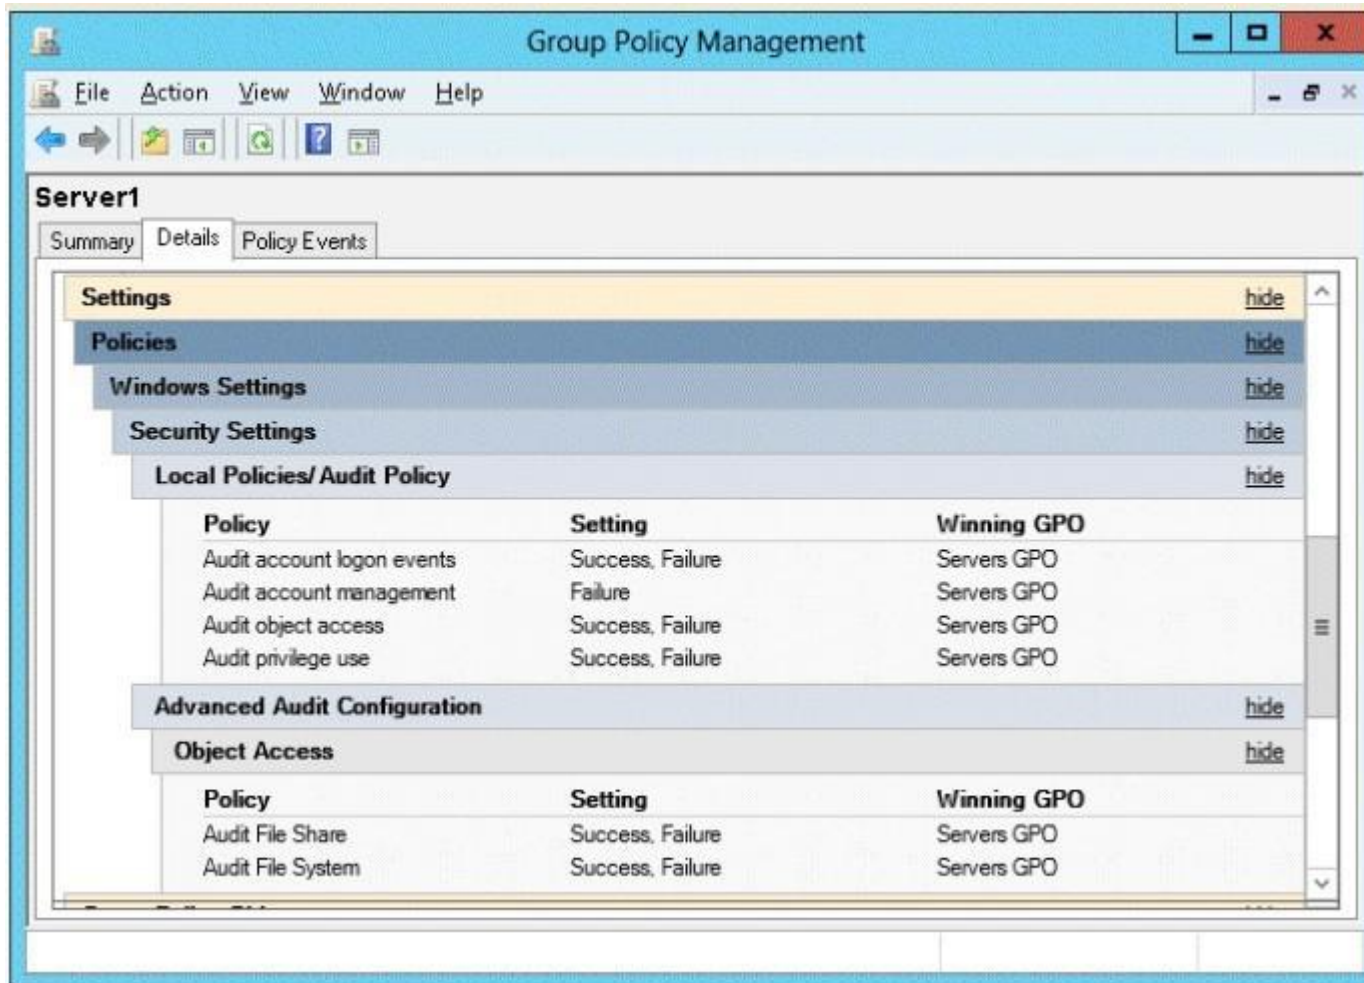 Group Policy Management
File Action View Window Help
Server1
Summary Details Policy Events
Settings hide
Policies hide
Windows Settings hide
Security Settings hide
Local Policies/Audit Policy hide
Policy Setting Winning GPO
Audit account logon events Success, Failure Servers GPO
Audit account management Failure Servers GPO
Audit object access Success, Failure Servers GPO
Audit privilege use Success, Failure Servers GPO
Advanced Audit Configuration hide
Object Access hide
Policy Setting Winning GPO
Audit File Share Success, Failure Servers GPO
Audit File System Success, Failure Servers GPO